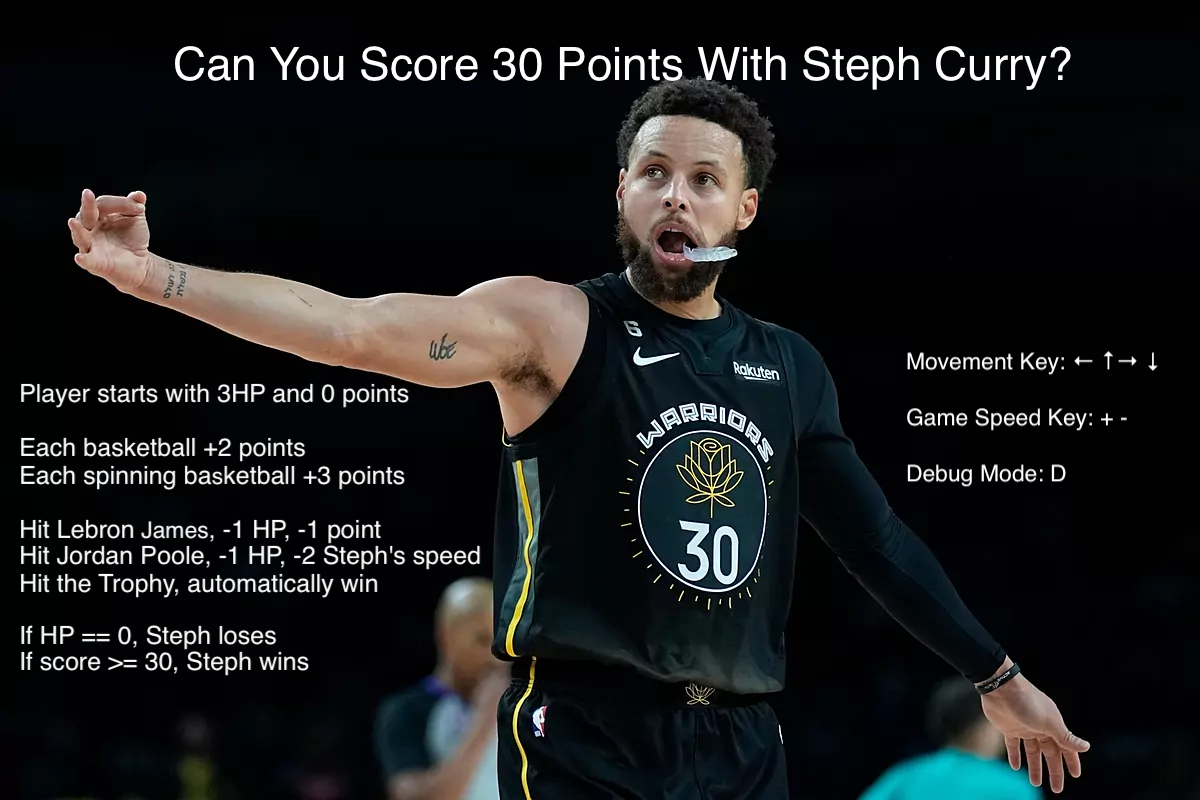 Can You Score 30 Points With Steph Curry?
Player starts with 3HP and 0 points
Each basketball +2 points
Each spinning basketball +3 points
Hit Lebron James, -1 HP, -1 point
Hit Jordan Poole, -1 HP, -2 Steph's speed
Hit the Trophy, automatically win
If HP == 0, Steph loses
If score >= 30, Steph wins
Movement Key: ← ↑→ ↓
Game Speed Key: + -
Debug Mode: D
6
Rakuten
WARRIORS
30